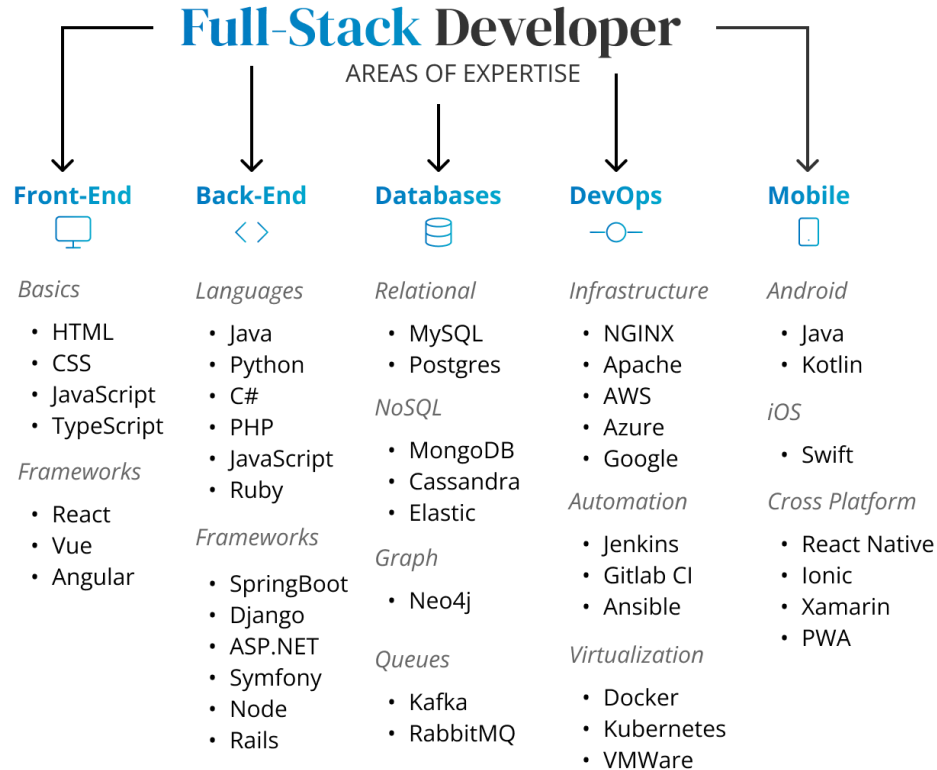 Full-Stack Developer
AREAS OF EXPERTISE
Front-End
Basics
• HTML
• CSS
• JavaScript
• TypeScript
Frameworks
• React
• Vue
• Angular
Back-End
Languages
• Java
• Python
• C#
• PHP
• JavaScript
• Ruby
Frameworks
• SpringBoot
• Django
• ASP.NET
• Symfony
• Node
• Rails
Databases
Relational
• MySQL
• Postgres
NoSQL
• MongoDB
• Cassandra
• Elastic
Graph
• Neo4j
Queues
• Kafka
• RabbitMQ
DevOps
Infrastructure
• NGINX
• Apache
• AWS
• Azure
• Google
Automation
• Jenkins
• Gitlab CI
• Ansible
Virtualization
• Docker
• Kubernetes
• VMWare
Mobile
Android
• Java
• Kotlin
iOS
• Swift
Cross Platform
• React Native
• Ionic
• Xamarin
• PWA